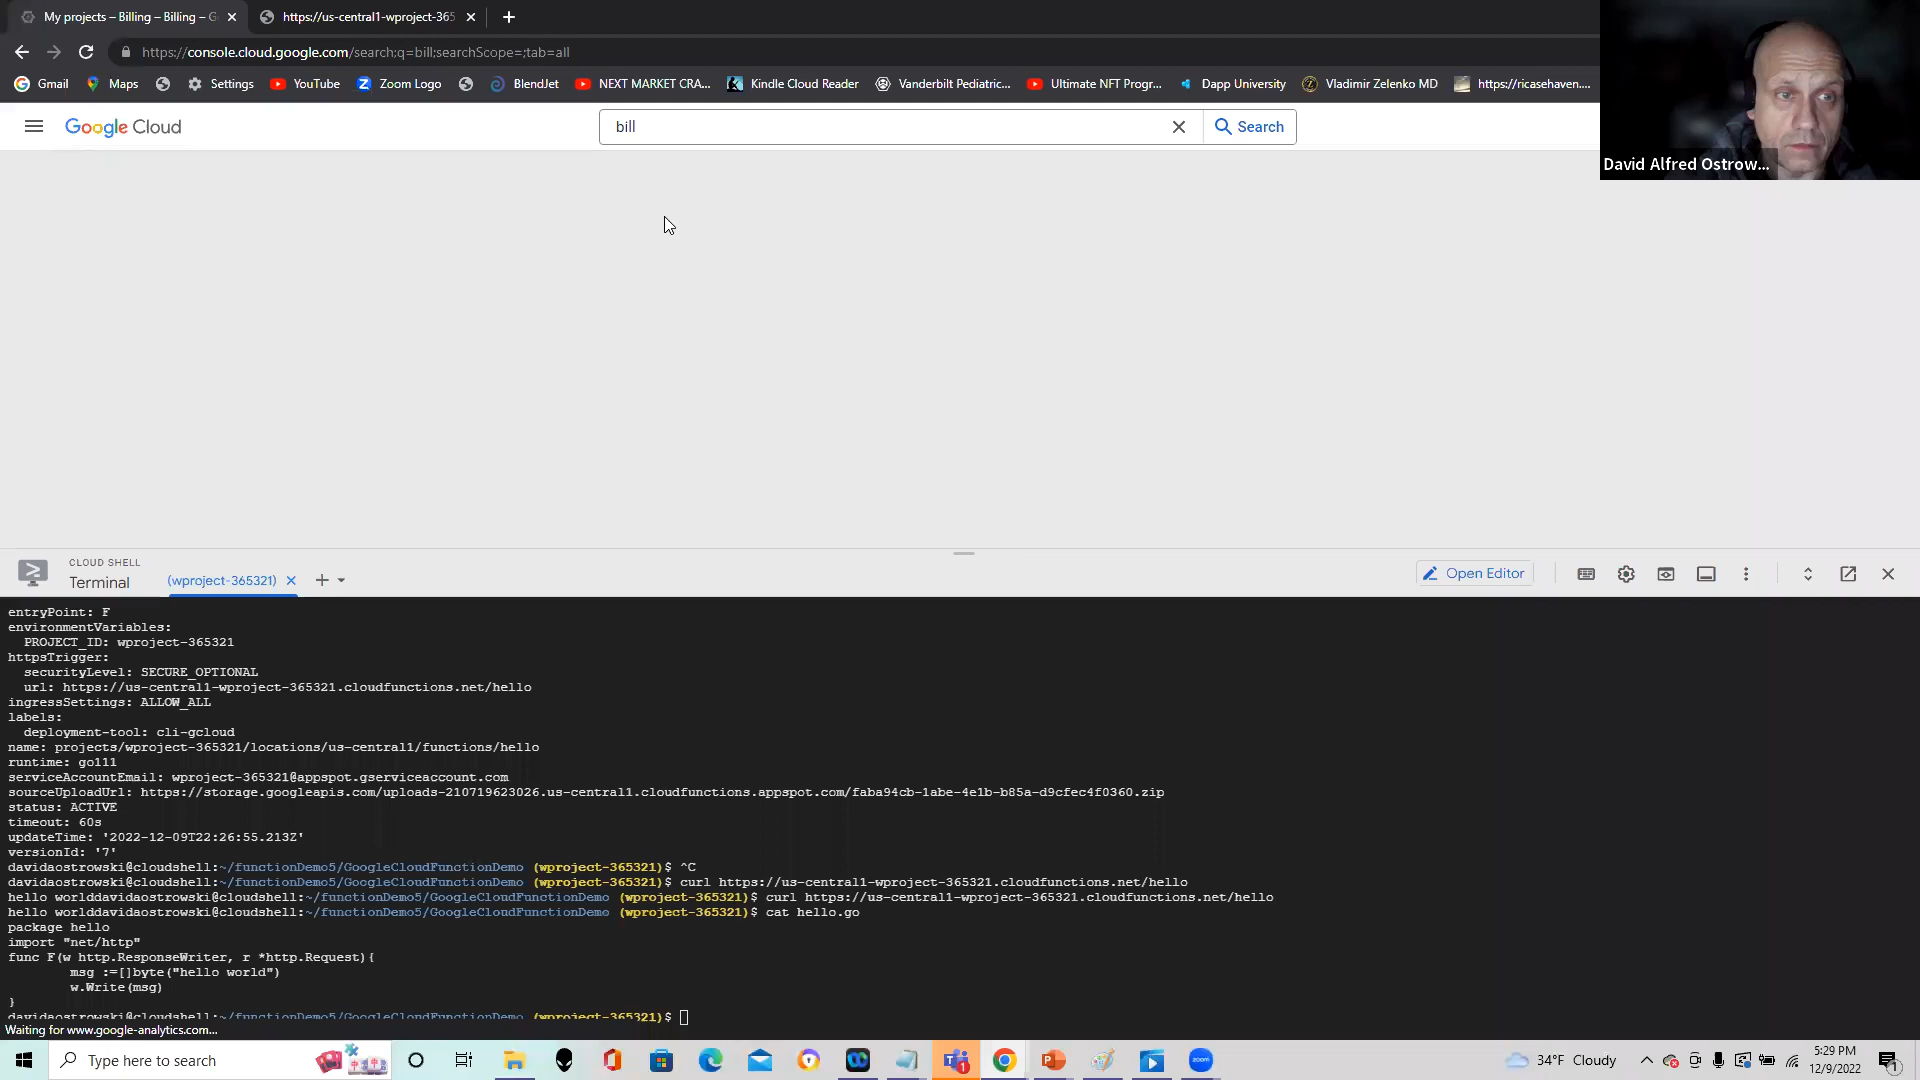 My projects – Billing – Billing – G
https://us-central1-wproject-365
https://console.cloud.google.com/search;q=bill;searchScope=;tab=all
Gmail
Maps
Settings
YouTube
Zoom Logo
BlendJet
NEXT MARKET CRA...
Kindle Cloud Reader
Vanderbilt Pediatric...
Ultimate NFT Progr...
Dapp University
Vladimir Zelenko MD
https://ricasehaven....
Google Cloud
bill
Search
David Alfred Ostrow...
CLOUD SHELL
Terminal
(wproject-365321)
Open Editor
entryPoint: F
environmentVariables:
PROJECT_ID: wproject-365321
httpsTrigger:
securityLevel: SECURE_OPTIONAL
url: https://us-central1-wproject-365321.cloudfunctions.net/hello
ingressSettings: ALLOW_ALL
labels:
deployment-tool: cli-gcloud
name: projects/wproject-365321/locations/us-central1/functions/hello
runtime: go111
serviceAccountEmail: wproject-365321@appspot.gserviceaccount.com
sourceUploadUrl: https://storage.googleapis.com/uploads-210719623026.us-central1.cloudfunctions.appspot.com/faba94cb-1abe-4e1b-b85a-d9cfec4f0360.zip
status: ACTIVE
timeout: 60s
updateTime: '2022-12-09T22:26:55.213Z'
versionId: '7'
davidaostrowski@cloudshell:~/functionDemo5/GoogleCloudFunctionDemo (wproject-365321)$ ^C
davidaostrowski@cloudshell:~/functionDemo5/GoogleCloudFunctionDemo (wproject-365321)$ curl https://us-central1-wproject-365321.cloudfunctions.net/hello
hello worlddavidaostrowski@cloudshell:~/functionDemo5/GoogleCloudFunctionDemo (wproject-365321)$ curl https://us-central1-wproject-365321.cloudfunctions.net/hello
hello worlddavidaostrowski@cloudshell:~/functionDemo5/GoogleCloudFunctionDemo (wproject-365321)$ cat hello.go
package hello
import "net/http"
func F(w http.ResponseWriter, r *http.Request){
msg :=[]byte("hello world")
w.Write(msg)
}
davidaostrowski@cloudshell:~/functionDemo5/GoogleCloudFunctionDemo (wproject-365321)$
Waiting for www.google-analytics.com...
Type here to search
34°F Cloudy
5:29 PM
12/9/2022